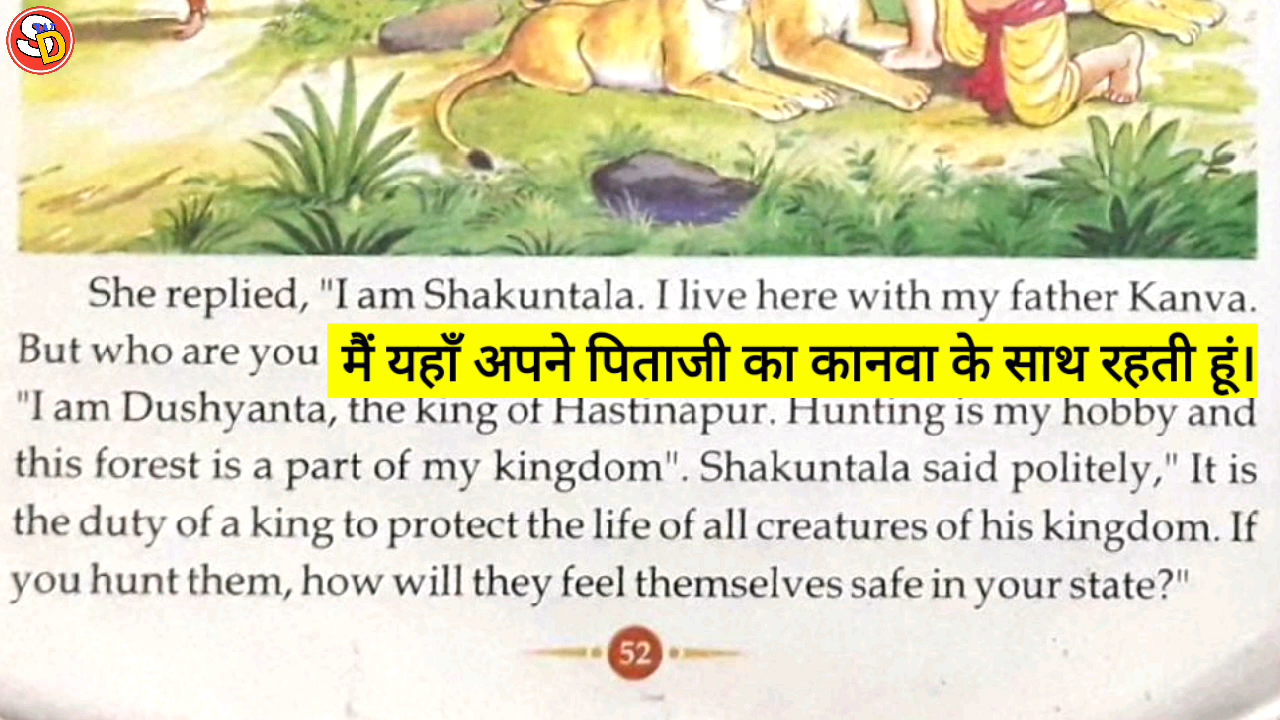 SD
She replied, "I am Shakuntala. I live here with my father Kanva.
But who are you
मैं यहाँ अपने पिताजी का कानवा के साथ रहती हूं।
"I am Dushyanta, the king of Hastinapur. Hunting is my hobby and
this forest is a part of my kingdom". Shakuntala said politely," It is
the duty of a king to protect the life of all creatures of his kingdom. If
you hunt them, how will they feel themselves safe in your state?"
52